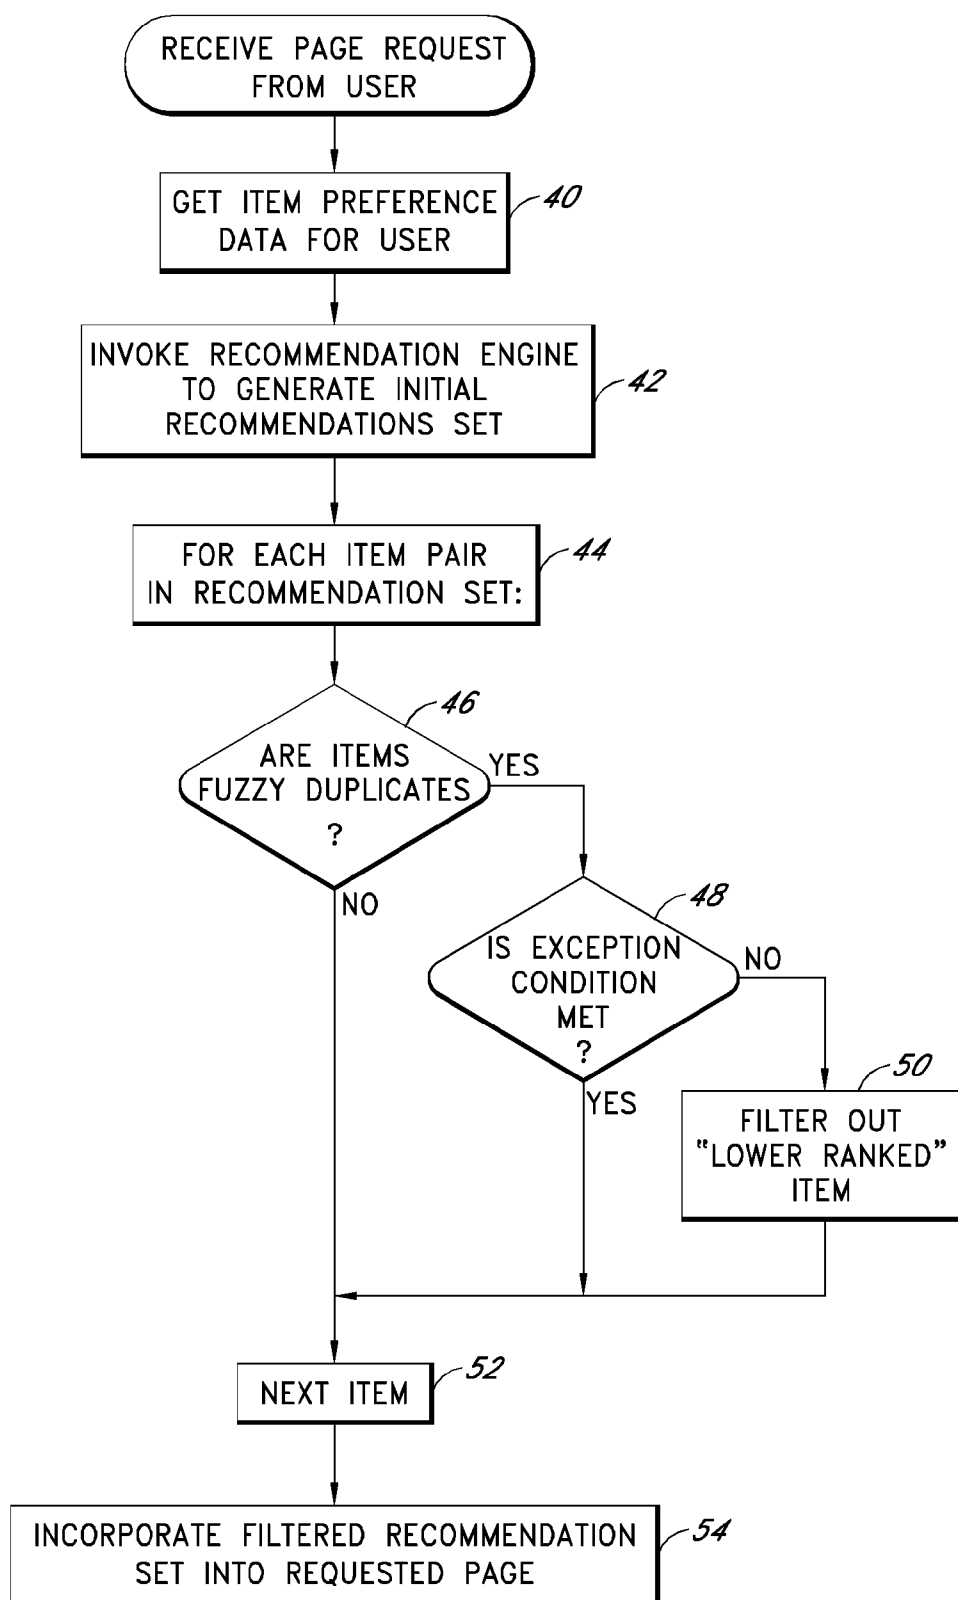 RECEIVE PAGE REQUEST
FROM USER
GET ITEM PREFERENCE
DATA FOR USER
40
INVOKE RECOMMENDATION ENGINE
TO GENERATE INITIAL
RECOMMENDATIONS SET
42
FOR EACH ITEM PAIR
IN RECOMMENDATION SET:
44
46
ARE ITEMS
FUZZY DUPLICATES
?
YES
NO
48
IS EXCEPTION
CONDITION
MET
?
NO
YES
50
FILTER OUT
"LOWER RANKED"
ITEM
NEXT ITEM
52
INCORPORATE FILTERED RECOMMENDATION
SET INTO REQUESTED PAGE
54